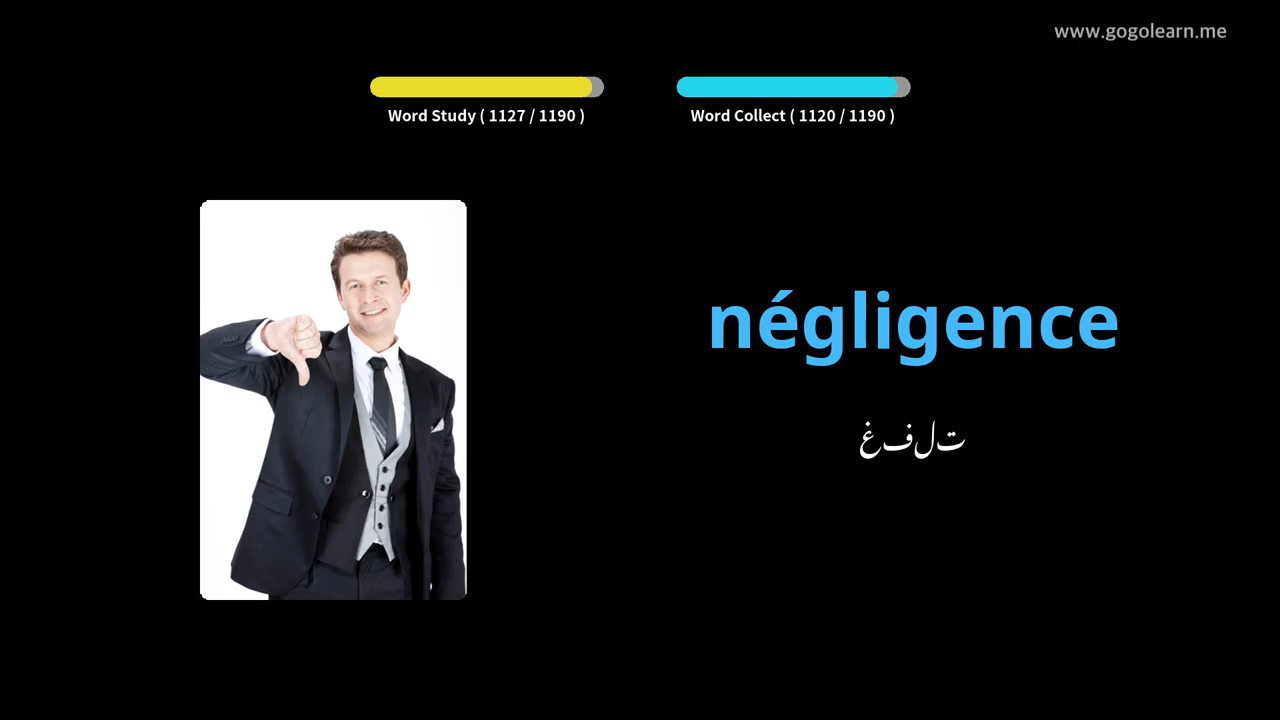 www.gogolearn.me
Word Study ( 1127 / 1190 )
Word Collect ( 1120 / 1190 )
négligence
غفلت